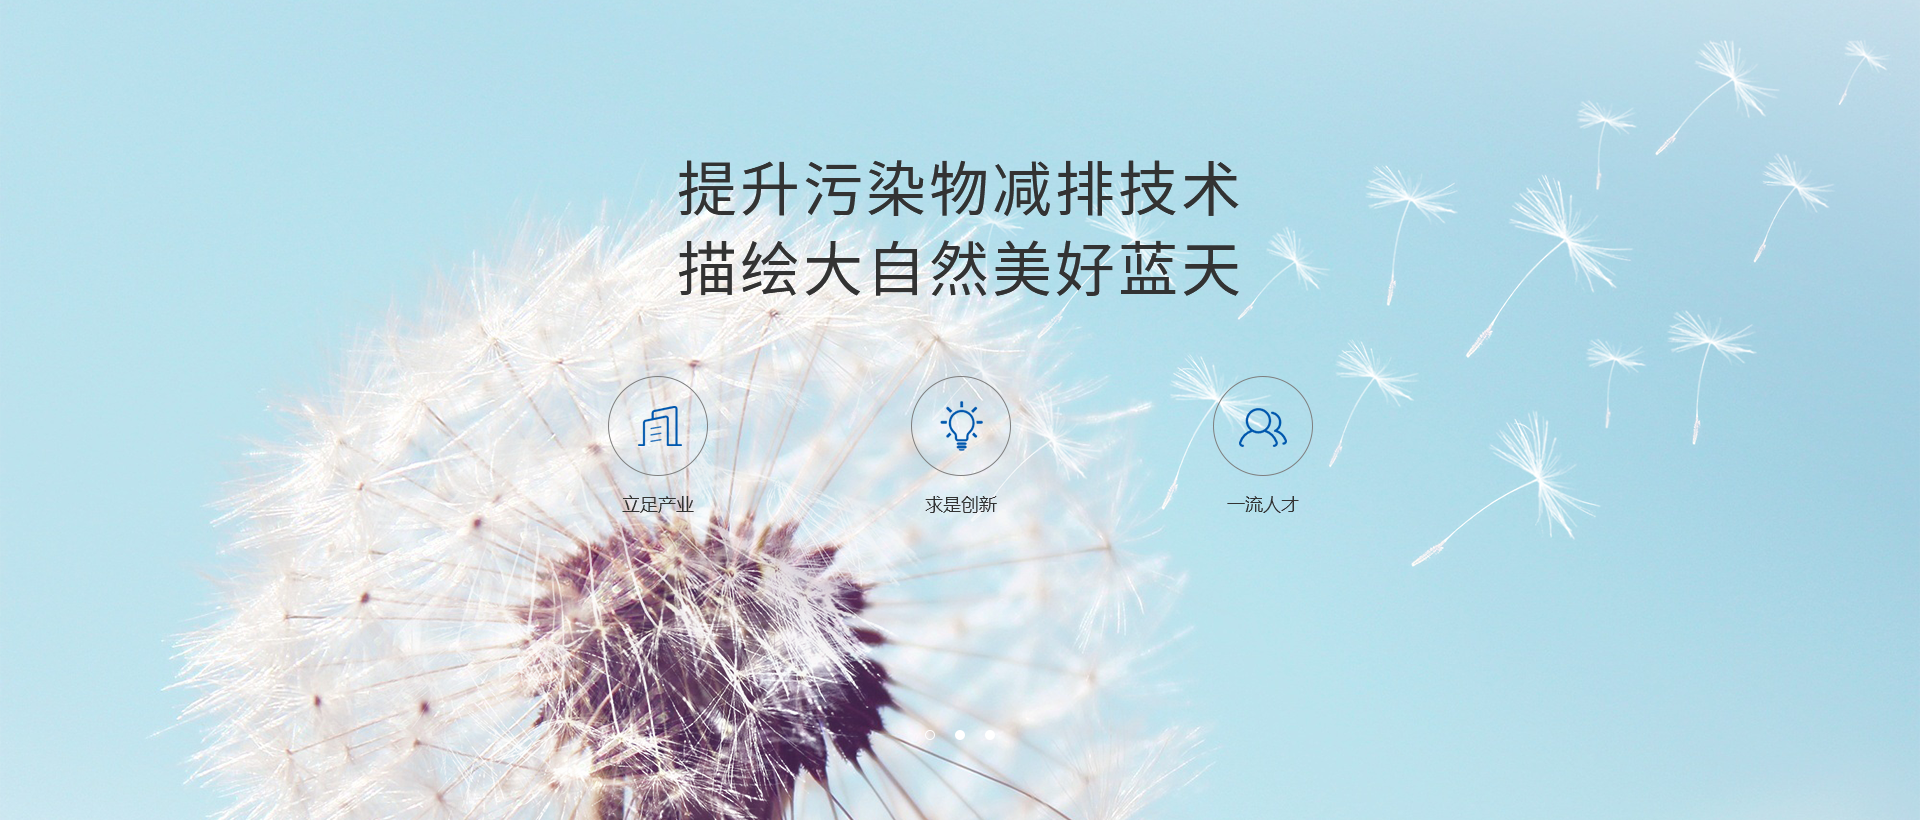 提升污染物减排技术
描绘大自然美好蓝天
立足产业
求是创新
一流人才